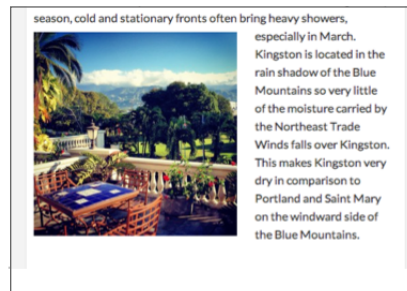 season, cold and stationary fronts often bring heavy showers,
especially in March.
Kingston is located in the
rain shadow of the Blue
Mountains so very little
of the moisture carried by
the Northeast Trade
Winds falls over Kingston.
This makes Kingston very
dry in comparison to
Portland and Saint Mary
on the windward side of
the Blue Mountains.